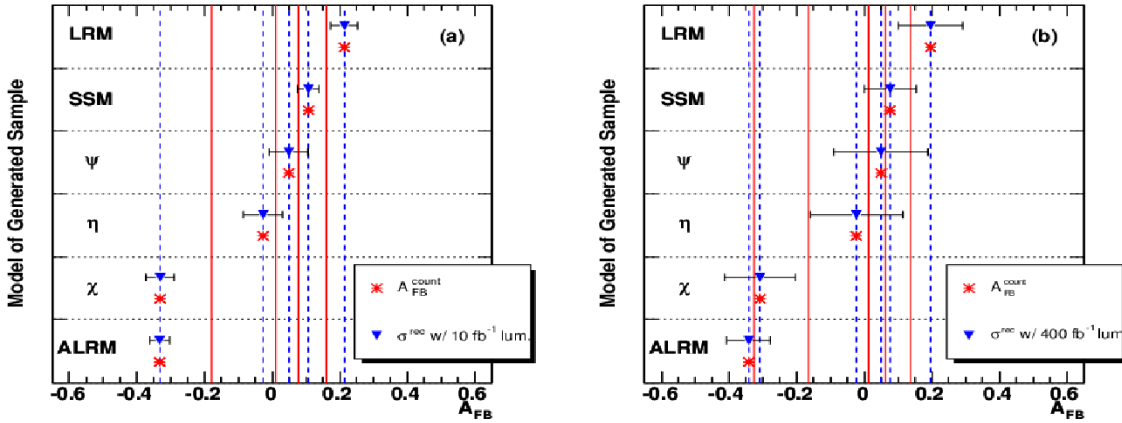 Model of Generated Sample
LRM
(a)
SSM
ψ
η
χ
ALRM
A_FB^count
σ^rec w/ 10 fb^-1 lum.
-0.6 -0.4 -0.2 0 0.2 0.4 0.6
A_FB
Model of Generated Sample
LRM
(b)
SSM
ψ
η
χ
ALRM
A_FB^count
σ^rec w/ 400 fb^-1 lum
-0.6 -0.4 -0.2 0 0.2 0.4 0.6
A_FB